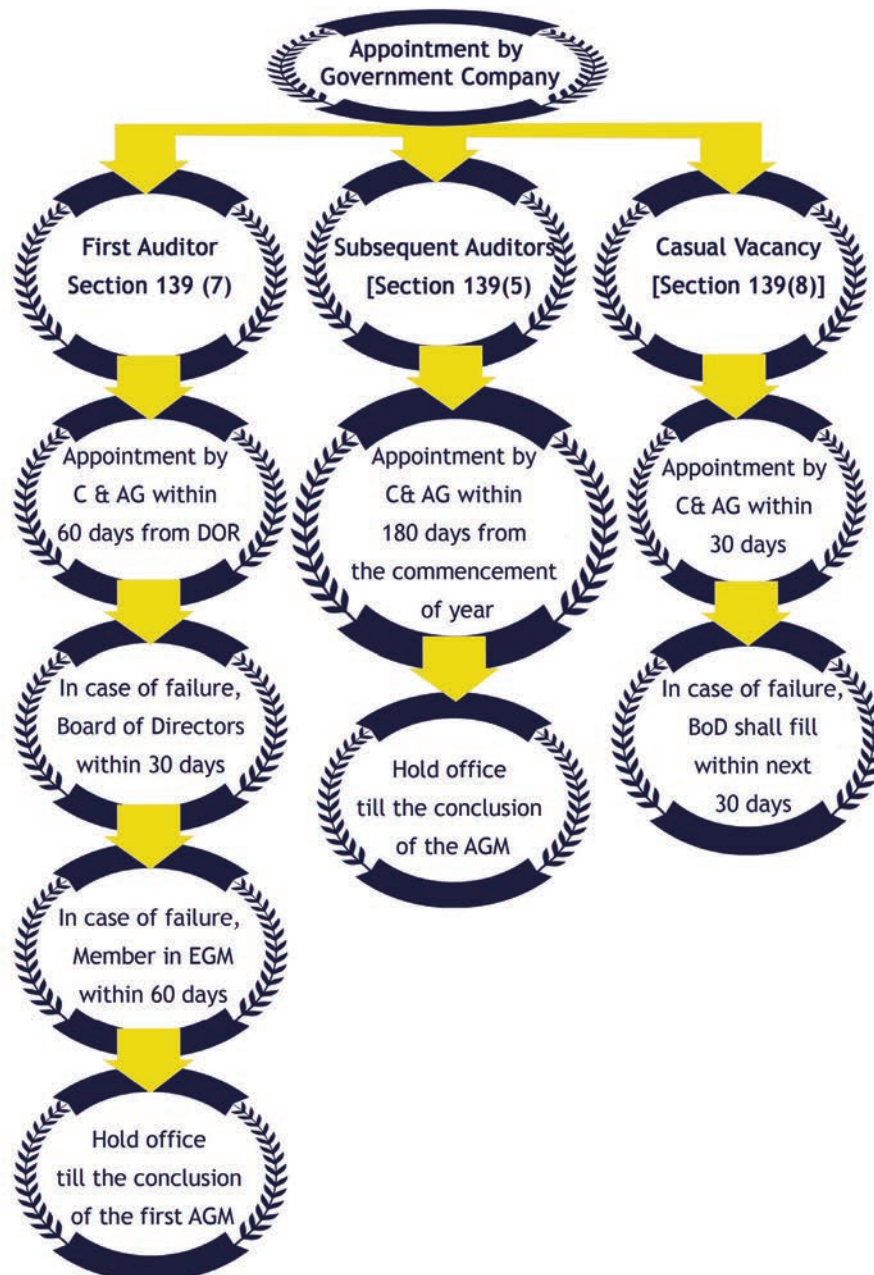 Appointment by
Government Company
First Auditor
Section 139 (7)
Subsequent Auditors
[Section 139(5)
Casual Vacancy
[Section 139(8)]
Appointment by
C & AG within
60 days from DOR
Appointment by
C& AG within
180 days from
the commencement
of year
Appointment by
C& AG within
30 days
In case of failure,
Board of Directors
within 30 days
Hold office
till the conclusion
of the AGM
In case of failure,
BoD shall fill
within next
30 days
In case of failure,
Member in EGM
within 60 days
Hold office
till the conclusion
of the first AGM